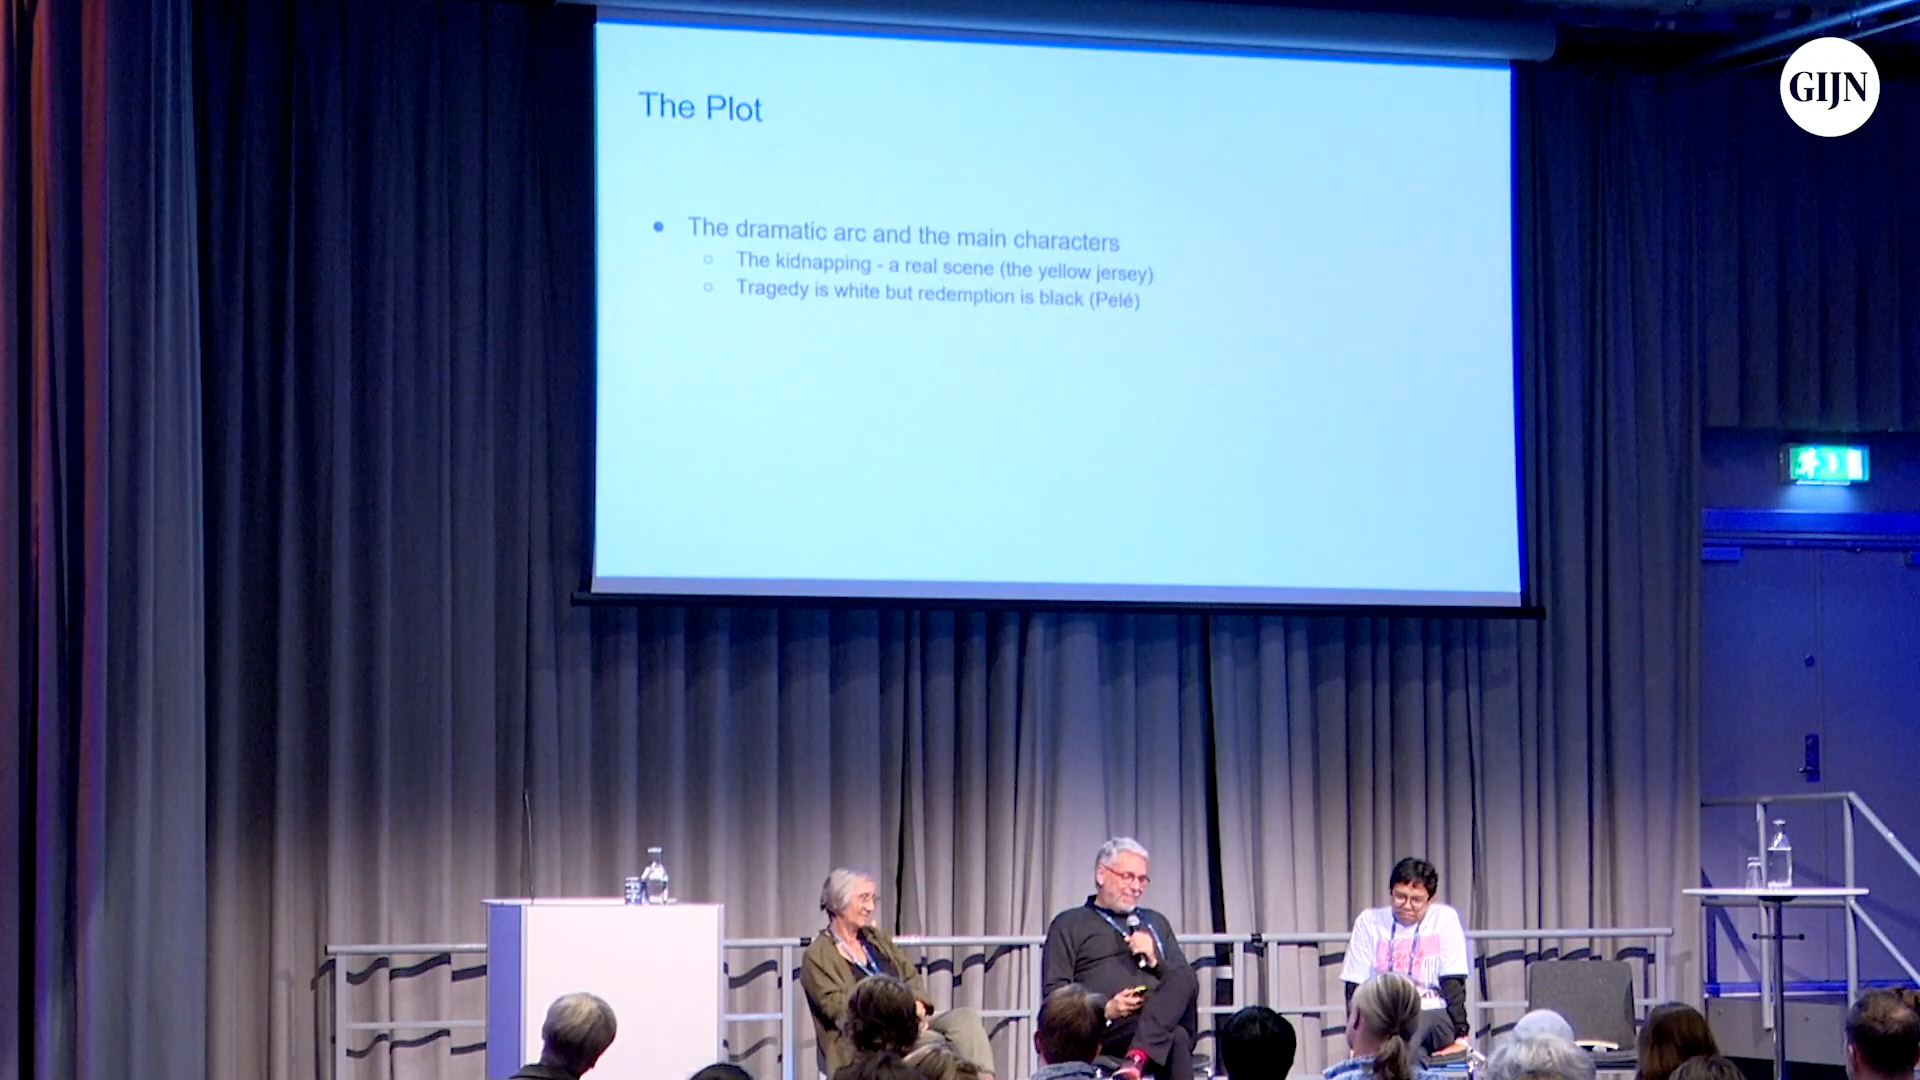 The Plot
GIJN
● The dramatic arc and the main characters
○ The kidnapping - a real scene (the yellow jersey)
○ Tragedy is white but redemption is black (Pelé)